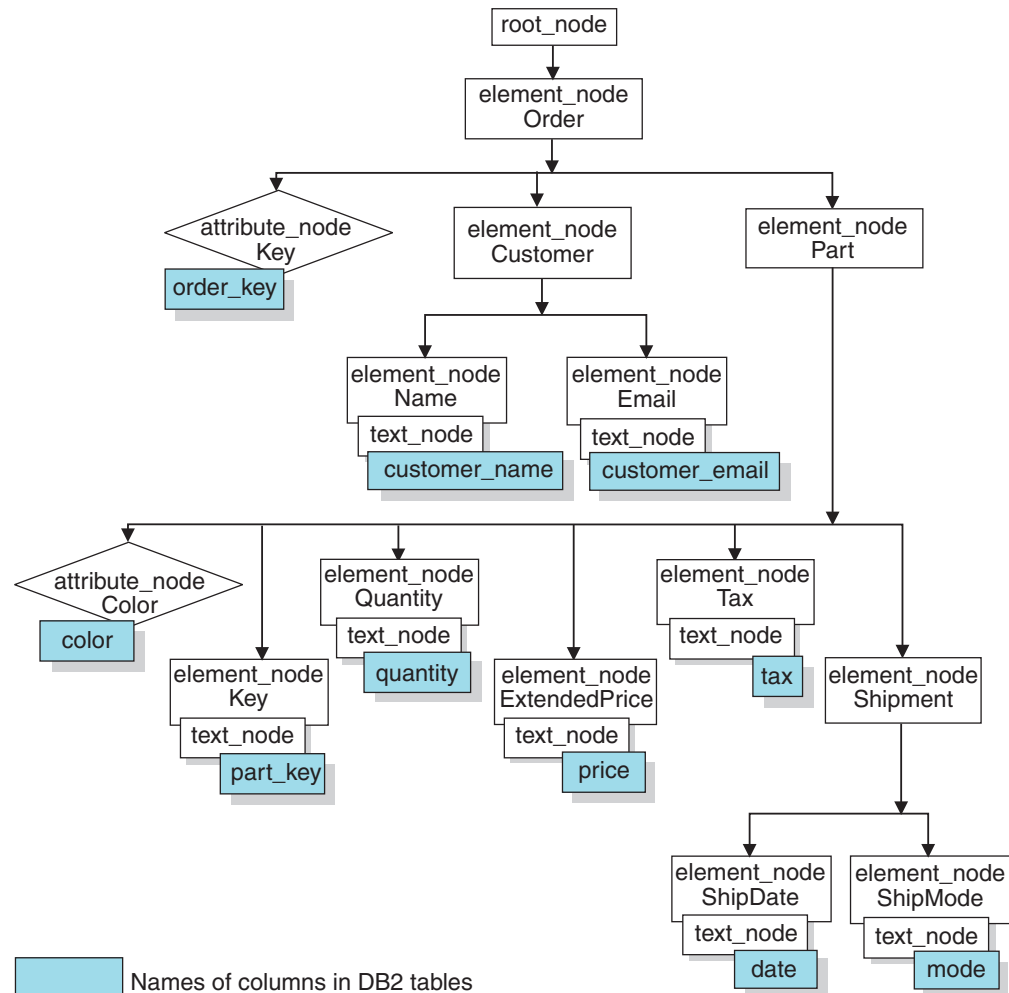 root_node
element_node
Order
attribute_node
Key
order_key
element_node
Customer
element_node
Part
element_node
Name
text_node
customer_name
element_node
Email
text_node
customer_email
attribute_node
Color
color
element_node
Key
text_node
part_key
element_node
Quantity
text_node
quantity
element_node
ExtendedPrice
text_node
price
element_node
Tax
text_node
tax
element_node
Shipment
element_node
ShipDate
text_node
date
element_node
ShipMode
text_node
mode
Names of columns in DB2 tables